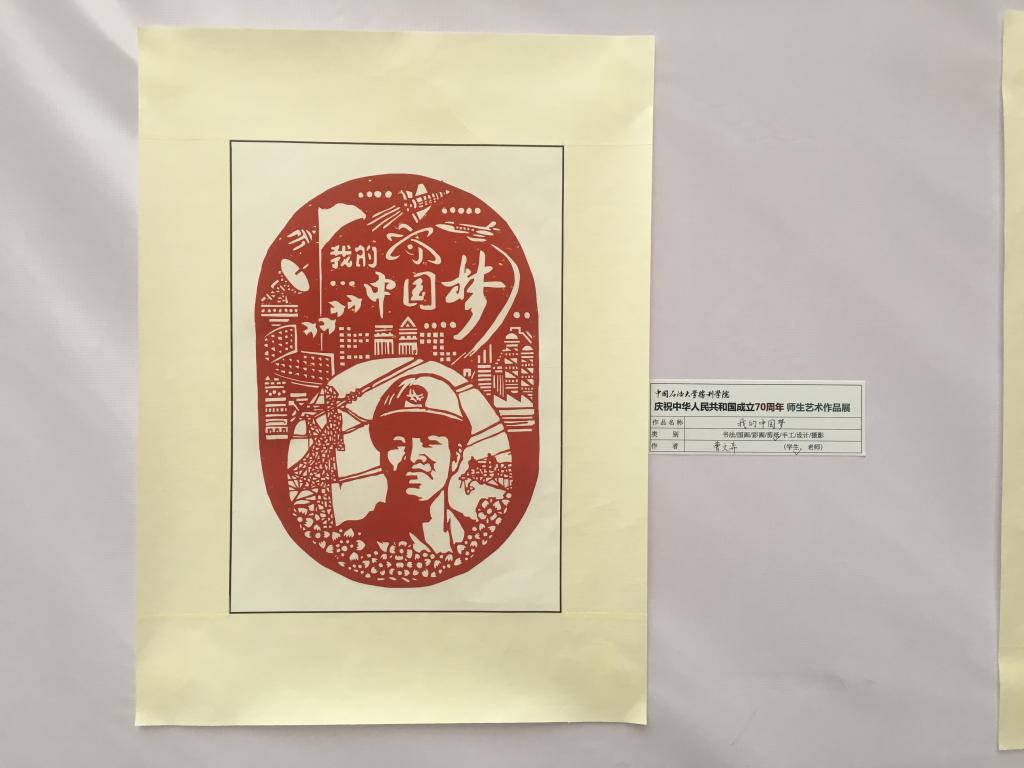 我的
中国梦
中国石油大学胜利学院
庆祝中华人民共和国成立70周年 师生艺术作品展
作品名称 我的中国梦
类 别 书法/国画/彩画/剪纸/手工/设计/摄影
作 者 曹文卉 (学生、老师)